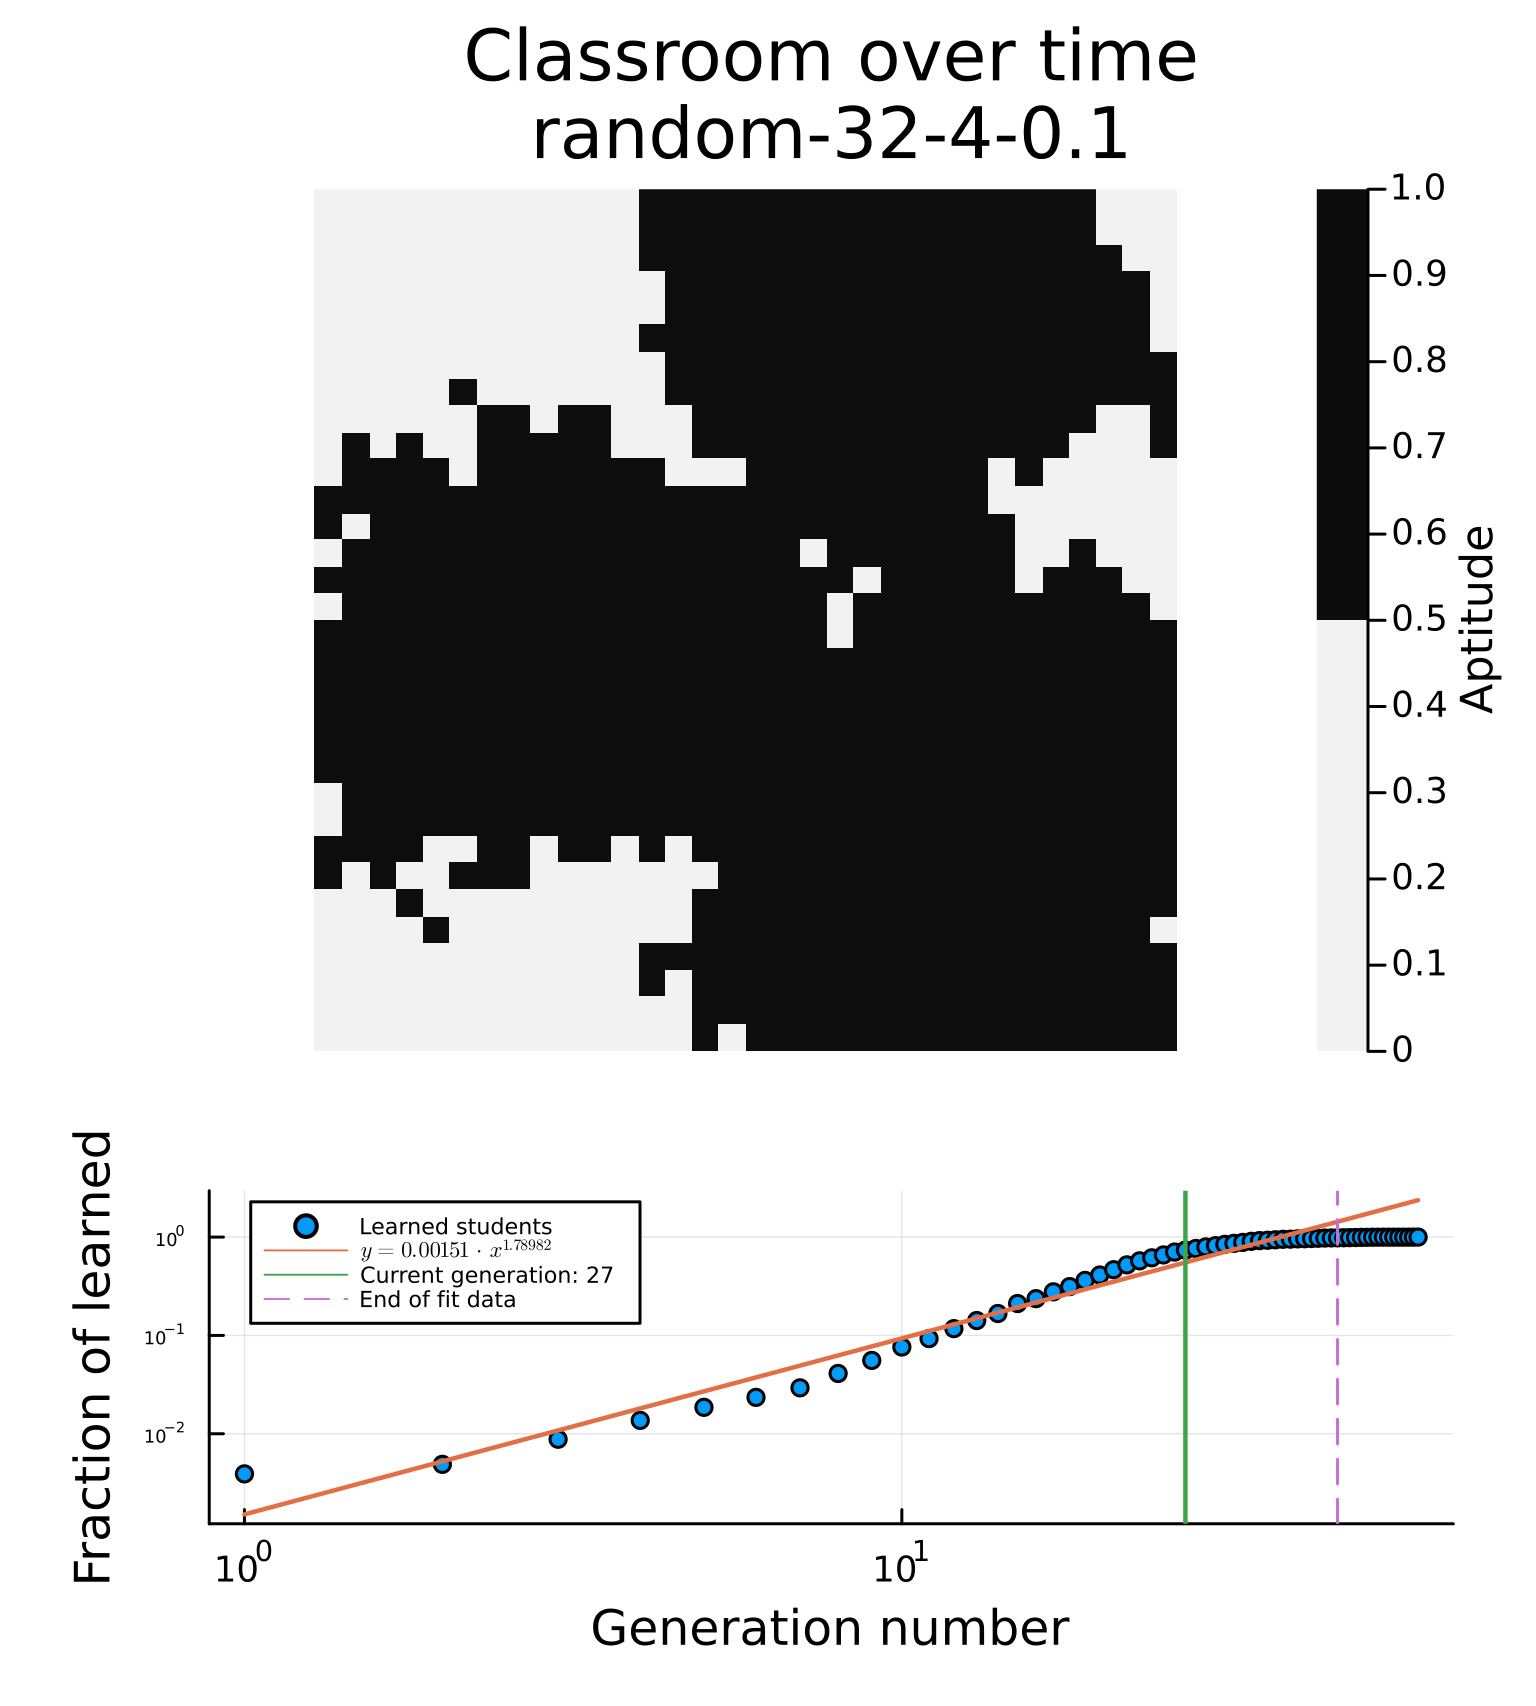 Classroom over time
random-32-4-0.1
1.0
0.9
0.8
0.7
0.6
0.5
0.4
0.3
0.2
0.1
0
Aptitude
Fraction of learned
10⁰
10⁻¹
10⁻²
Learned students
y = 0.00151 · x^1.78982
Current generation: 27
End of fit data
10⁰
10¹
Generation number